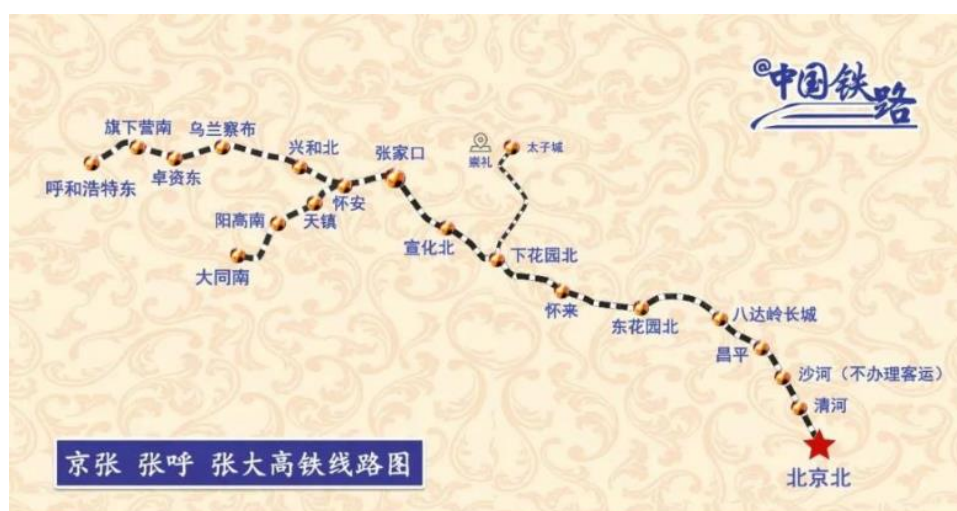 @中国铁路
旗下营南
乌兰察布
兴和北
张家口
崇礼
太子城
呼和浩特东
卓资东
怀安
阳高南
天镇
宣化北
下花园北
大同南
怀来
东花园北
八达岭长城
昌平
沙河（不办理客运）
清河
京张 张呼 张大高铁线路图
北京北